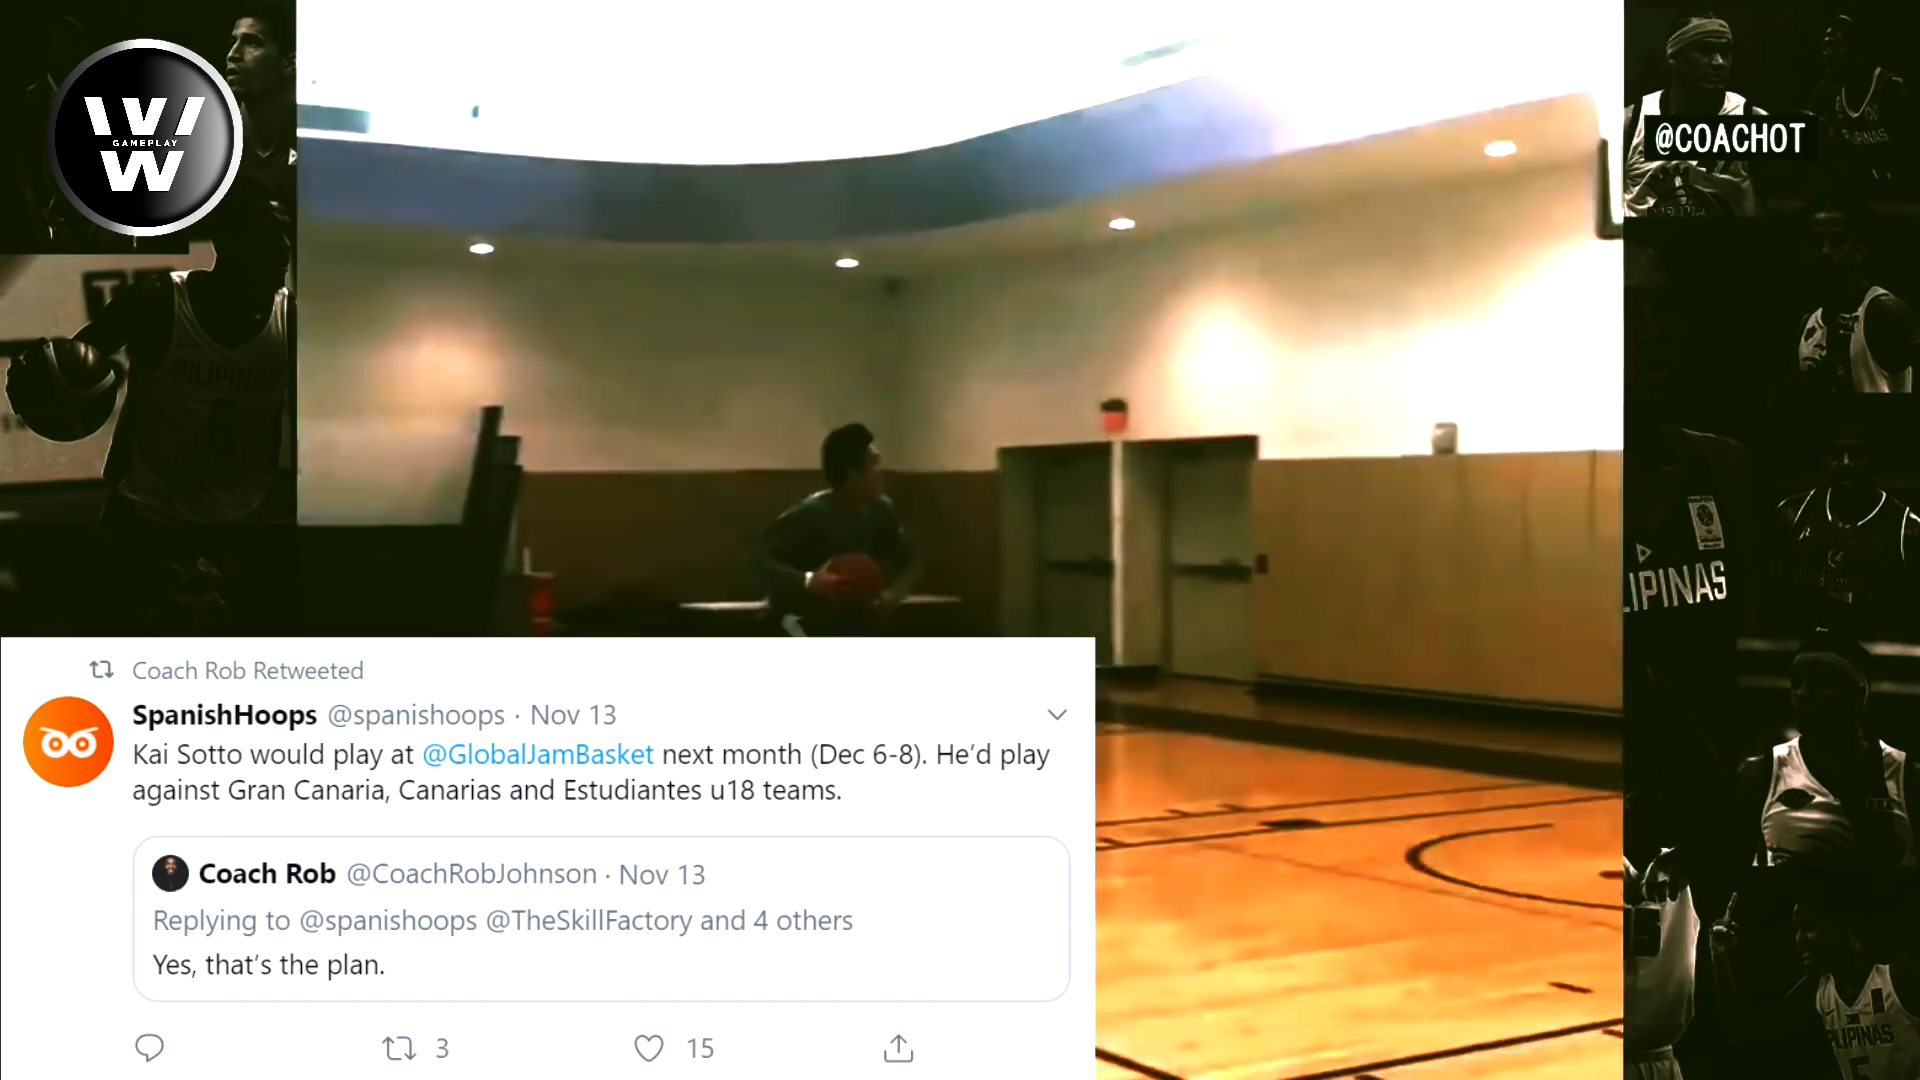 W
GAMEPLAY
W
@COACHOT
PILIPINAS
PILIPINAS
IPINAS
Coach Rob Retweeted
SpanishHoops @spanishoops · Nov 13
Kai Sotto would play at @GlobalJamBasket next month (Dec 6-8). He’d play
against Gran Canaria, Canarias and Estudiantes u18 teams.
Coach Rob @CoachRobJohnson · Nov 13
Replying to @spanishoops @TheSkillFactory and 4 others
Yes, that’s the plan.
3
15
PILIPINAS